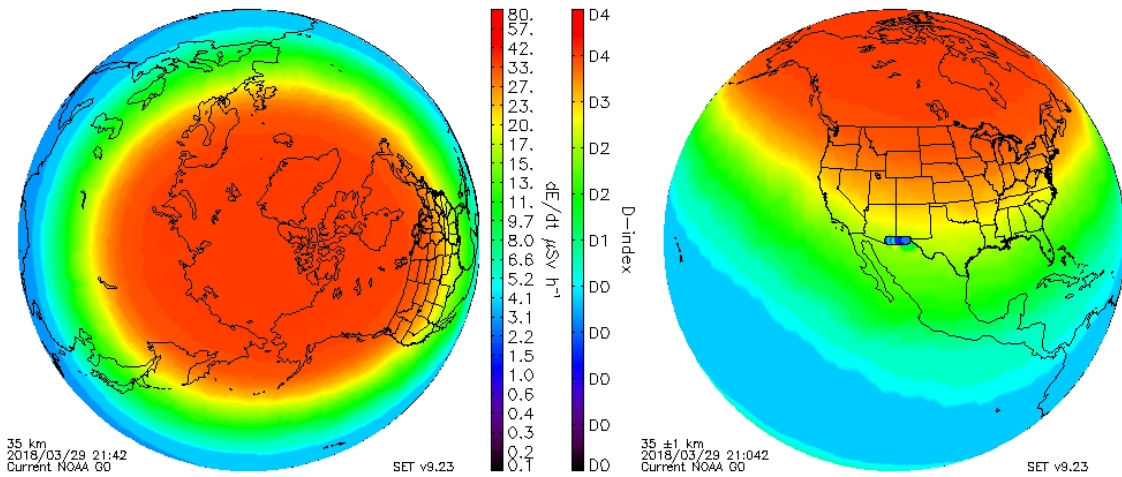 35 km
2018/03/29 21:42
Current NOAA G0
SET v9.23
80.
57.
42.
33.
27.
23.
20.
17.
15.
13.
11.
9.7
8.0
6.6
5.2
4.1
3.1
2.2
1.5
1.0
0.6
0.4
0.3
0.2
0.1
dE/dt μSv h⁻¹
D4
D4
D3
D2
D2
D1
D0
D0
D0
D0
D0
D-index
35 ±1 km
2018/03/29 21:042
Current NOAA G0
SET v9.23